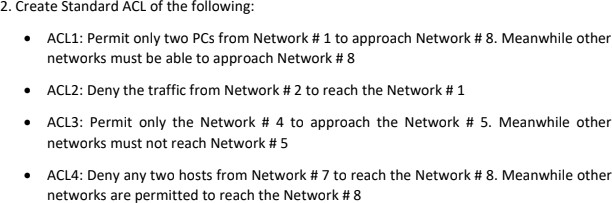 2. Create Standard ACL of the following:
• ACL1: Permit only two PCs from Network # 1 to approach Network # 8. Meanwhile other
networks must be able to approach Network # 8
• ACL2: Deny the traffic from Network # 2 to reach the Network # 1
• ACL3: Permit only the Network # 4 to approach the Network # 5. Meanwhile other
networks must not reach Network # 5
• ACL4: Deny any two hosts from Network # 7 to reach the Network # 8. Meanwhile other
networks are permitted to reach the Network # 8